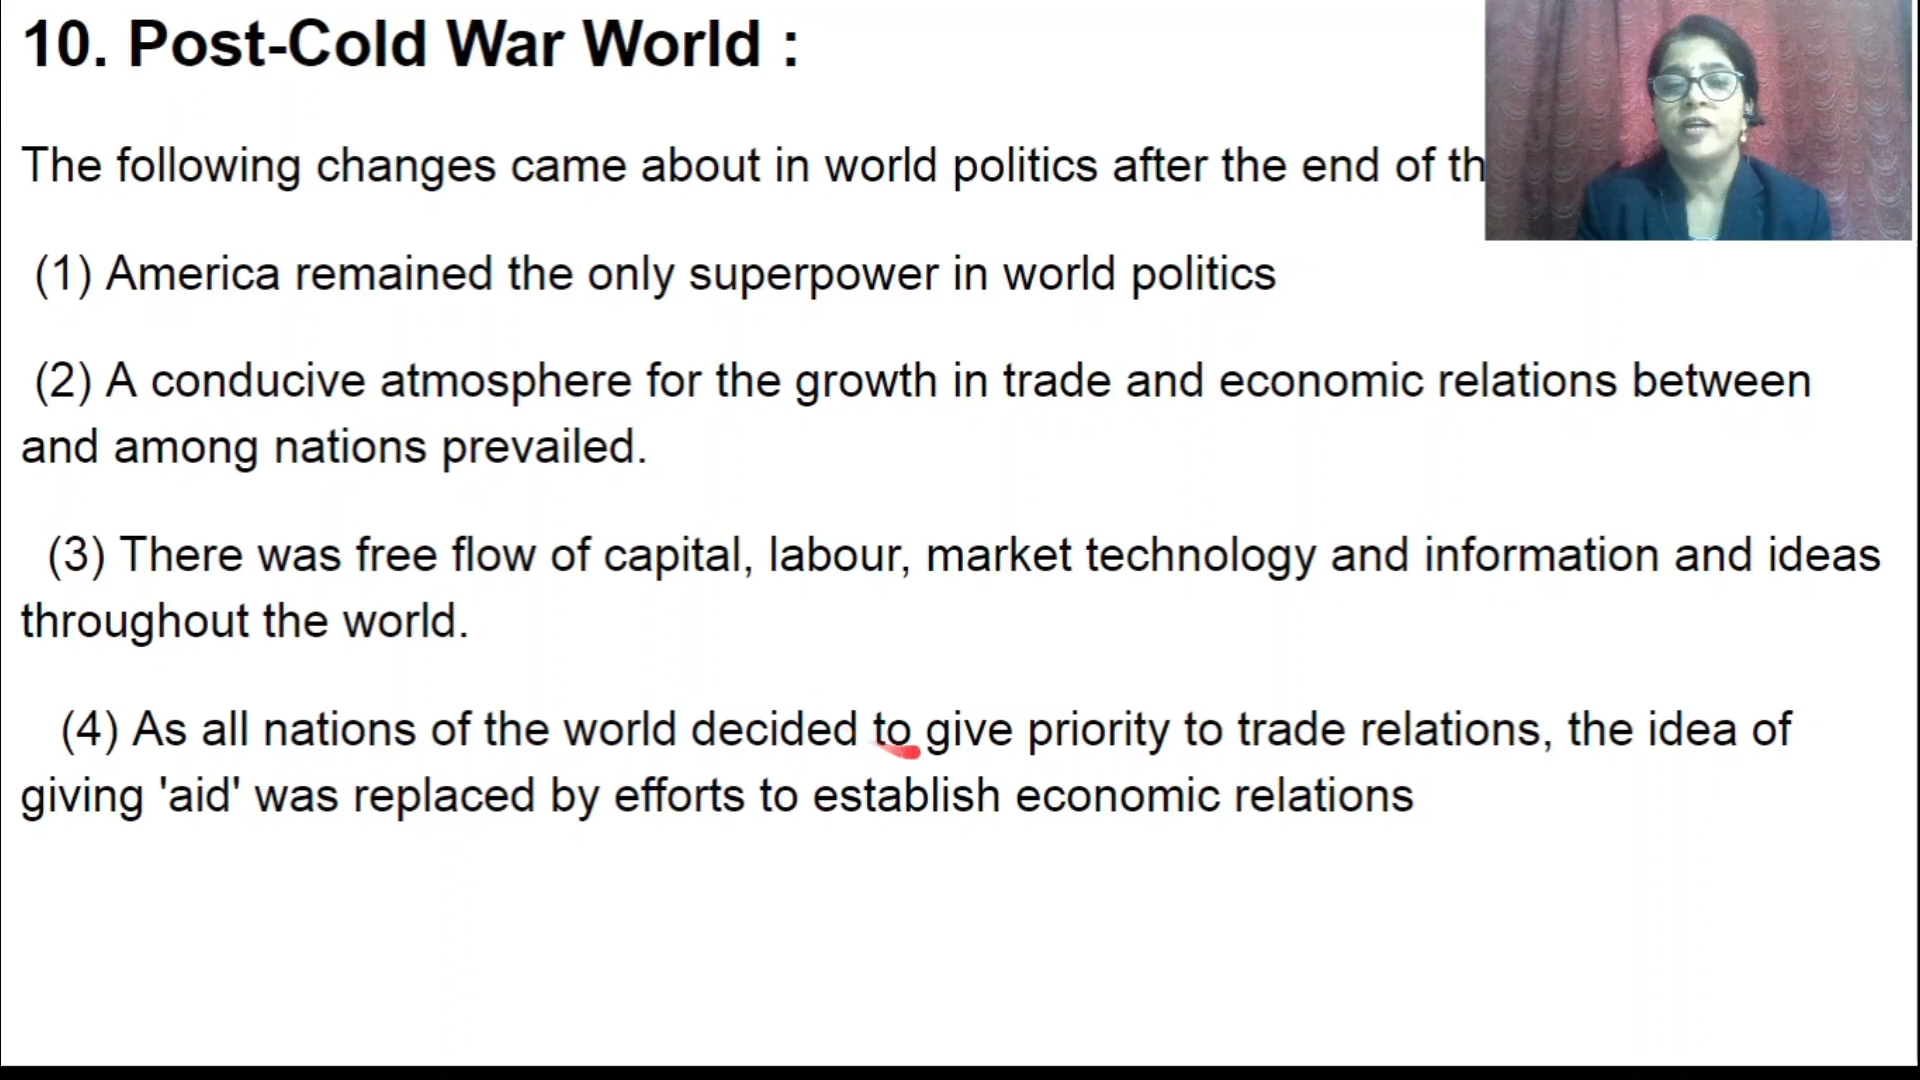 10. Post-Cold War World :
The following changes came about in world politics after the end of
(1) America remained the only superpower in world politics
(2) A conducive atmosphere for the growth in trade and economic relations between
and among nations prevailed.
(3) There was free flow of capital, labour, market technology and information and ideas
throughout the world.
(4) As all nations of the world decided to give priority to trade relations, the idea of
giving 'aid' was replaced by efforts to establish economic relations